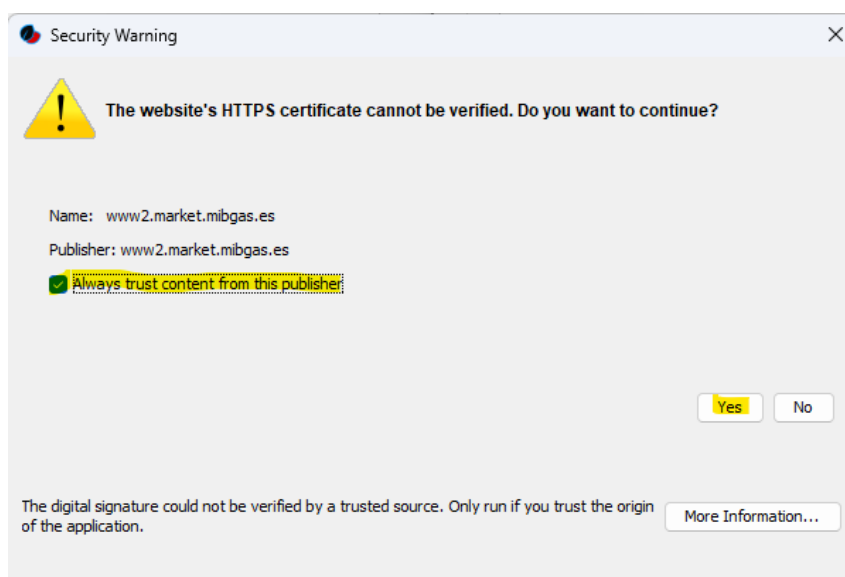 Security Warning
The website's HTTPS certificate cannot be verified. Do you want to continue?
Name: www2.market.mibgas.es
Publisher: www2.market.mibgas.es
Always trust content from this publisher
Yes No
The digital signature could not be verified by a trusted source. Only run if you trust the origin
of the application.
More Information...